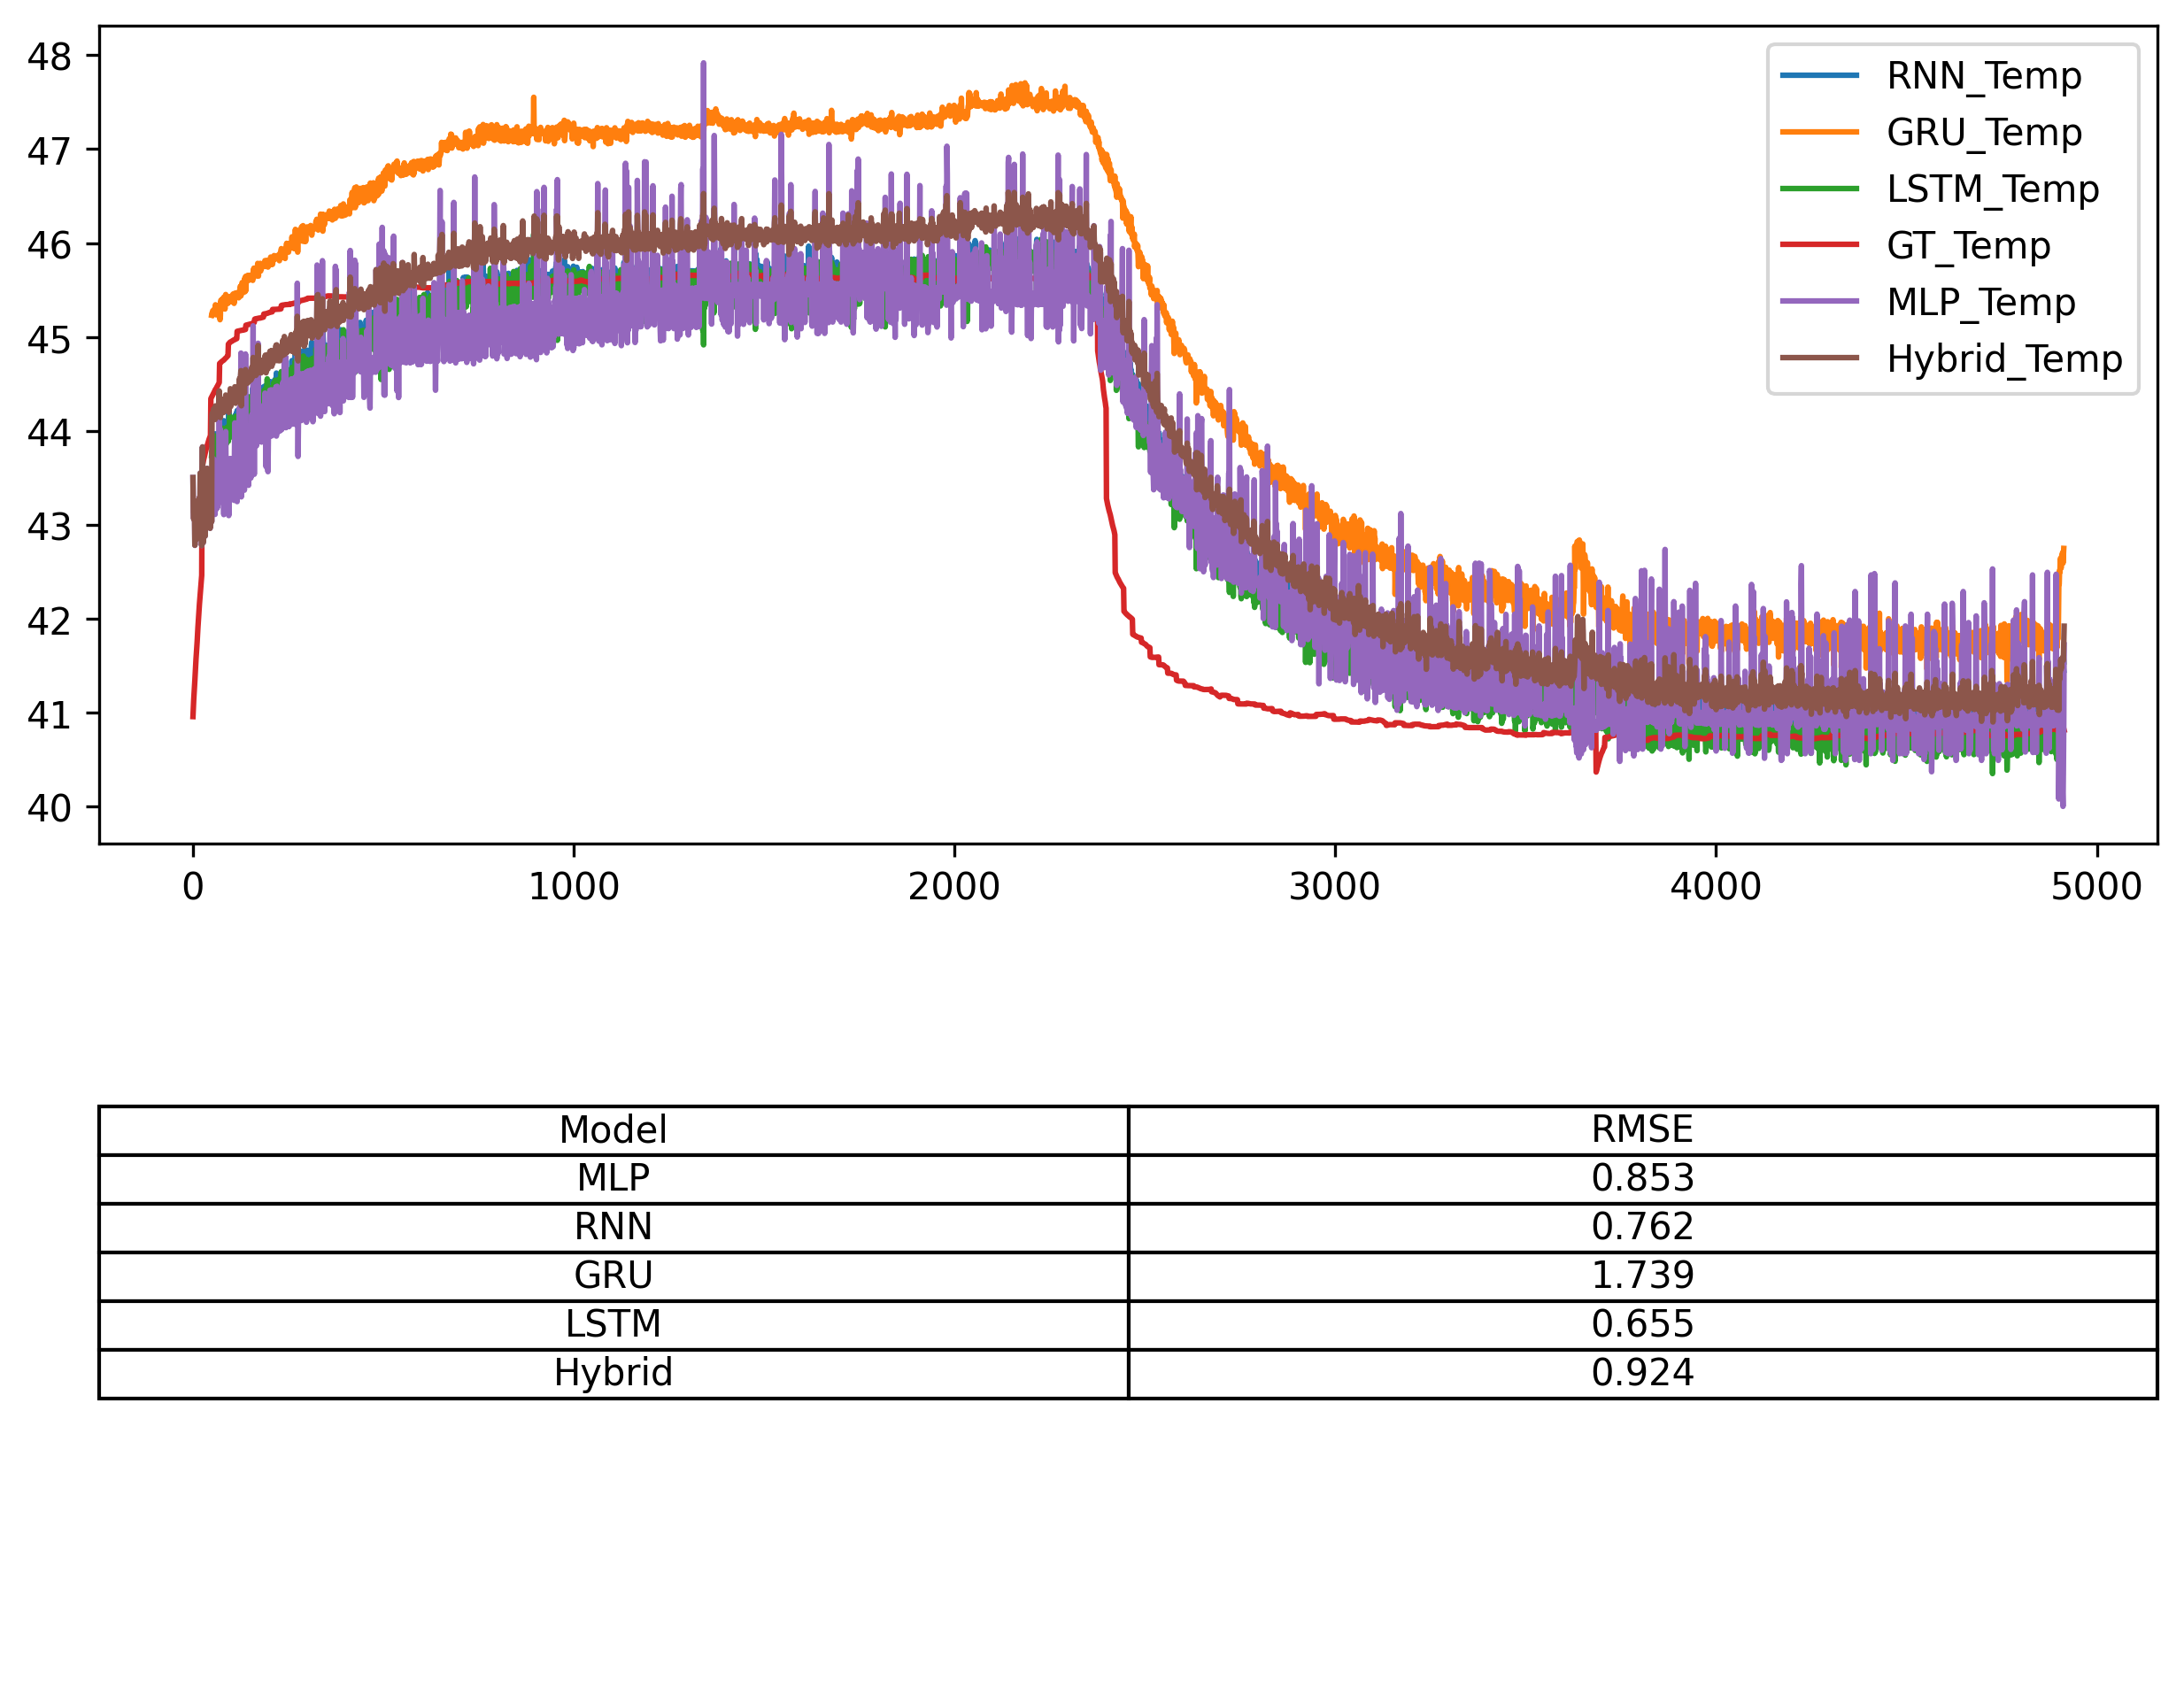 48
47
46
45
44
43
42
41
40
RNN_Temp
GRU_Temp
LSTM_Temp
GT_Temp
MLP_Temp
Hybrid_Temp
0 1000 2000 3000 4000 5000
Model RMSE
MLP 0.853
RNN 0.762
GRU 1.739
LSTM 0.655
Hybrid 0.924